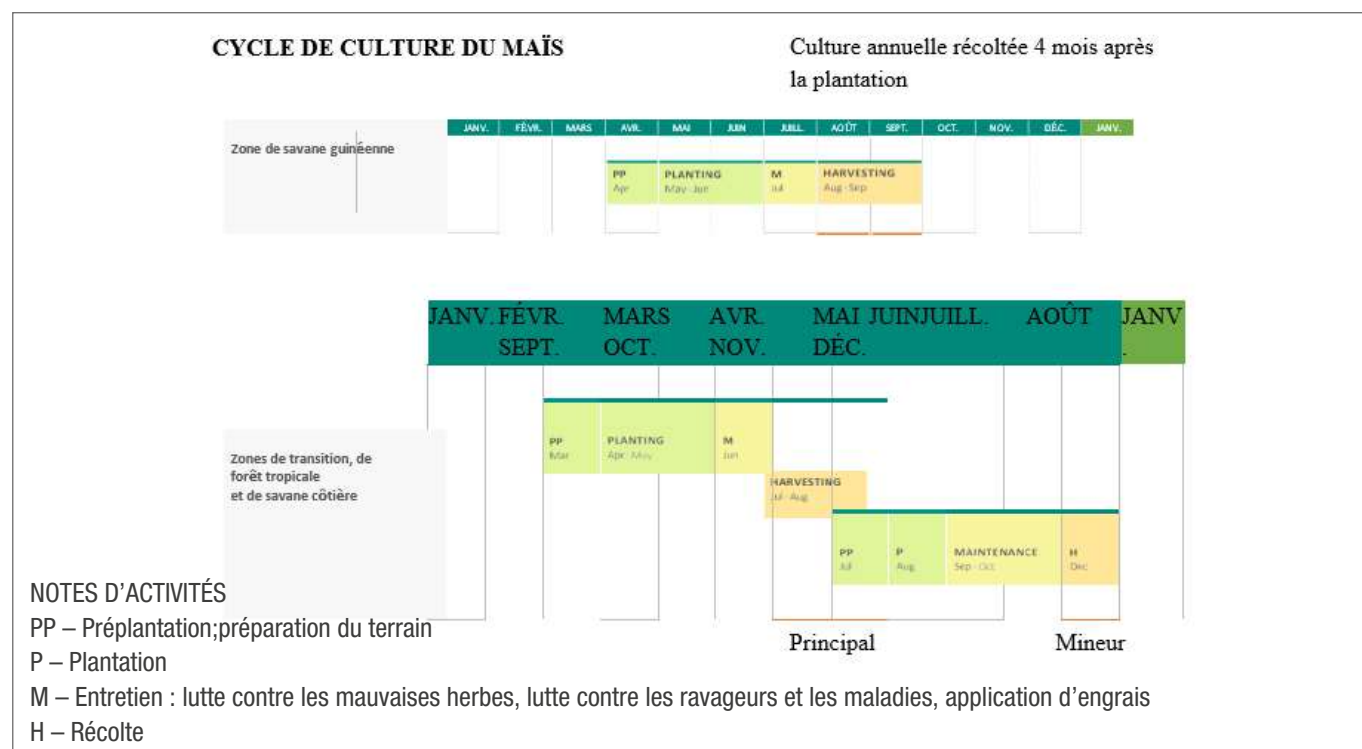 CYCLE DE CULTURE DU MAÏS
Culture annuelle récoltée 4 mois après
la plantation
JANV. FÉVR. MARS AVR. MAI JUIN JUILL. AOÛT SEPT. OCT. NOV. DÉC. JANV.
Zone de savane guinéenne
PP PLANTING M HARVESTING
Apr May-Jun Jul Aug-Sep
JANV. FÉVR. MARS AVR. MAI JUINJUILL. AOÛT JANV
SEPT. OCT. NOV. DÉC. .
Zones de transition, de
forêt tropicale
et de savane côtière
PP PLANTING M
Mar Apr-May Jun
HARVESTING
Jul-Aug
PP P MAINTENANCE H
Jul Aug Sep-Oct Dec
Principal Mineur
NOTES D’ACTIVITÉS
PP – Préplantation;préparation du terrain
P – Plantation
M – Entretien : lutte contre les mauvaises herbes, lutte contre les ravageurs et les maladies, application d’engrais
H – Récolte